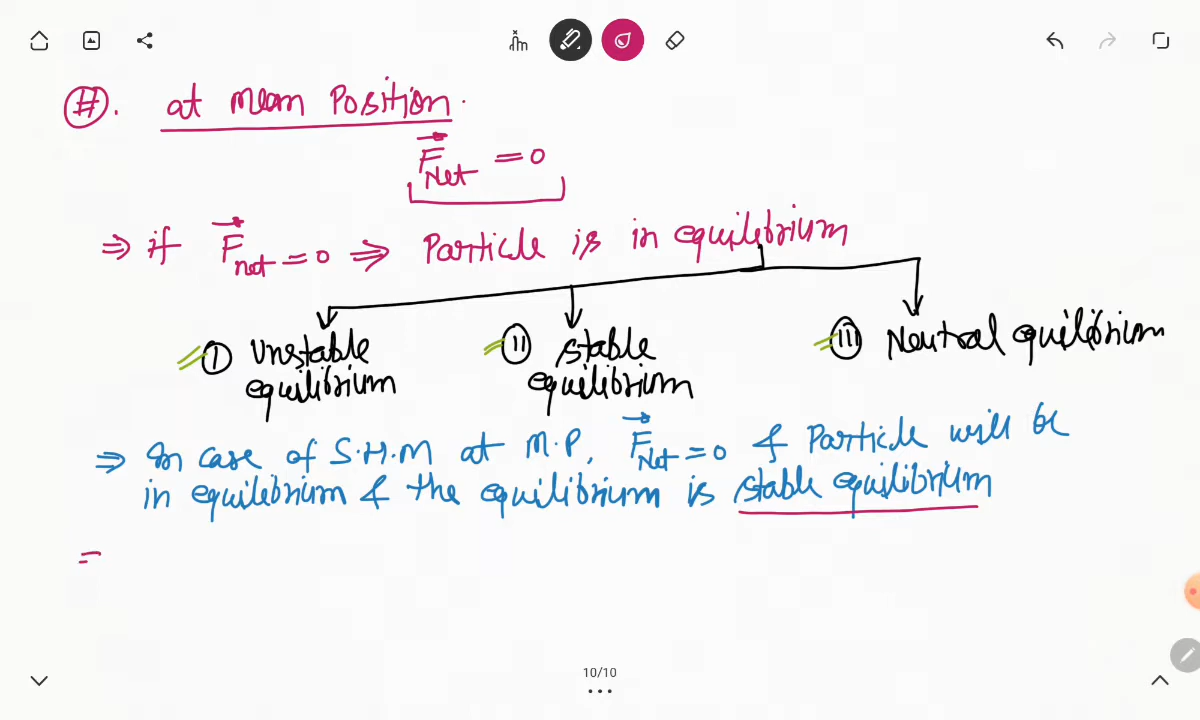 #. at mean Position.
F_Net = 0
⇒ if F_net = 0 ⇒ Particle is in equilibrium
I Unstable equilibrium
II stable equilibrium
III Neutral equilibrium
⇒ In case of S.H.M at M.P, F_Net = 0 & Particle will be
in equilibrium & the equilibrium is stable equilibrium
=
10/10